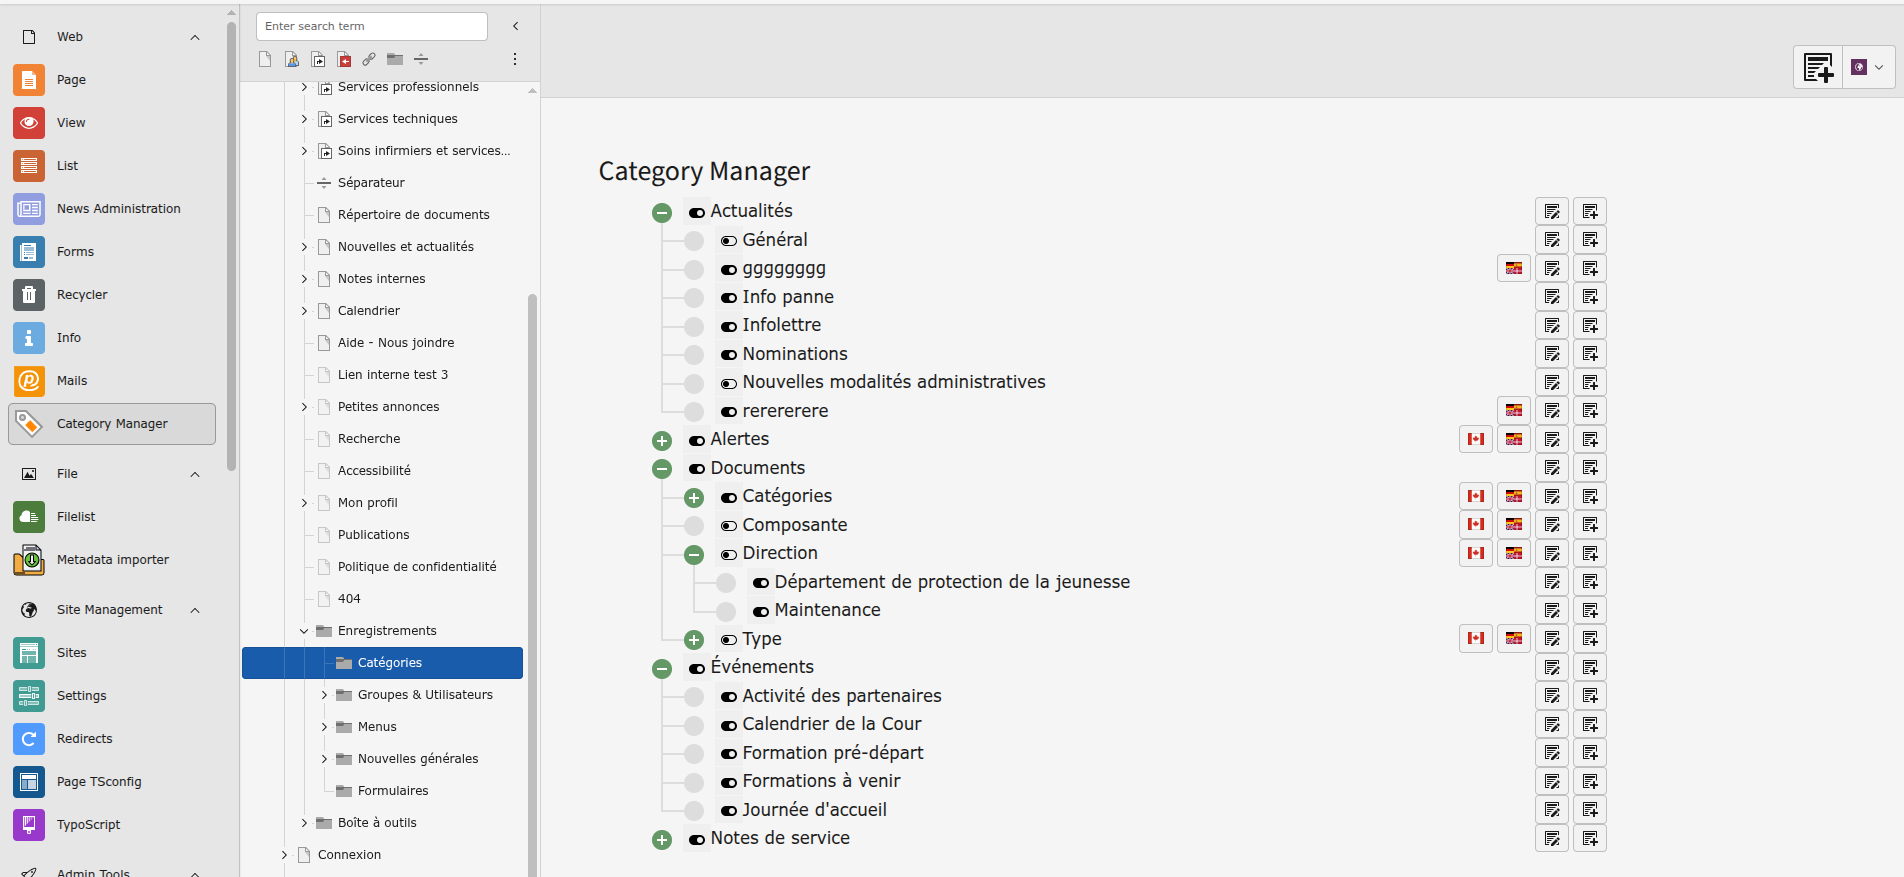 Web
Page
View
List
News Administration
Forms
Recycler
Info
Mails
Category Manager
File
Filelist
Metadata importer
Site Management
Sites
Settings
Redirects
Page TSconfig
TypoScript
Admin Tools
Enter search term
Services professionnels
Services techniques
Soins infirmiers et services...
Séparateur
Répertoire de documents
Nouvelles et actualités
Notes internes
Calendrier
Aide - Nous joindre
Lien interne test 3
Petites annonces
Recherche
Accessibilité
Mon profil
Publications
Politique de confidentialité
404
Enregistrements
Catégories
Groupes & Utilisateurs
Menus
Nouvelles générales
Formulaires
Boîte à outils
Connexion
Category Manager
Actualités
Général
gggggggg
Info panne
Infolettre
Nominations
Nouvelles modalités administratives
rerererere
Alertes
Documents
Catégories
Composante
Direction
Département de protection de la jeunesse
Maintenance
Type
Événements
Activité des partenaires
Calendrier de la Cour
Formation pré-départ
Formations à venir
Journée d'accueil
Notes de service